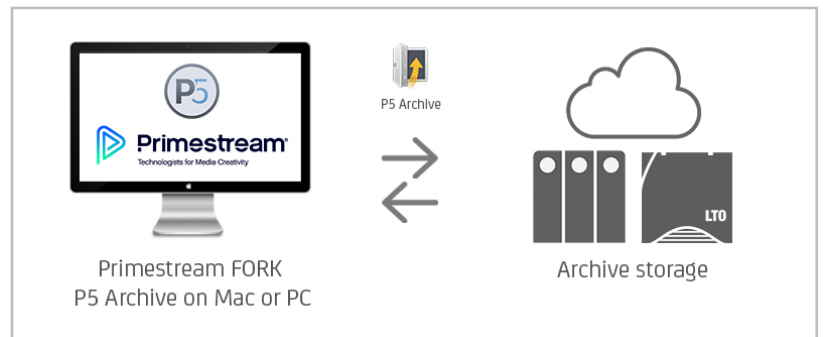 P5
Primestream
Technologists for Media Creativity
Primestream FORK
P5 Archive on Mac or PC
P5 Archive
LTO
Archive storage